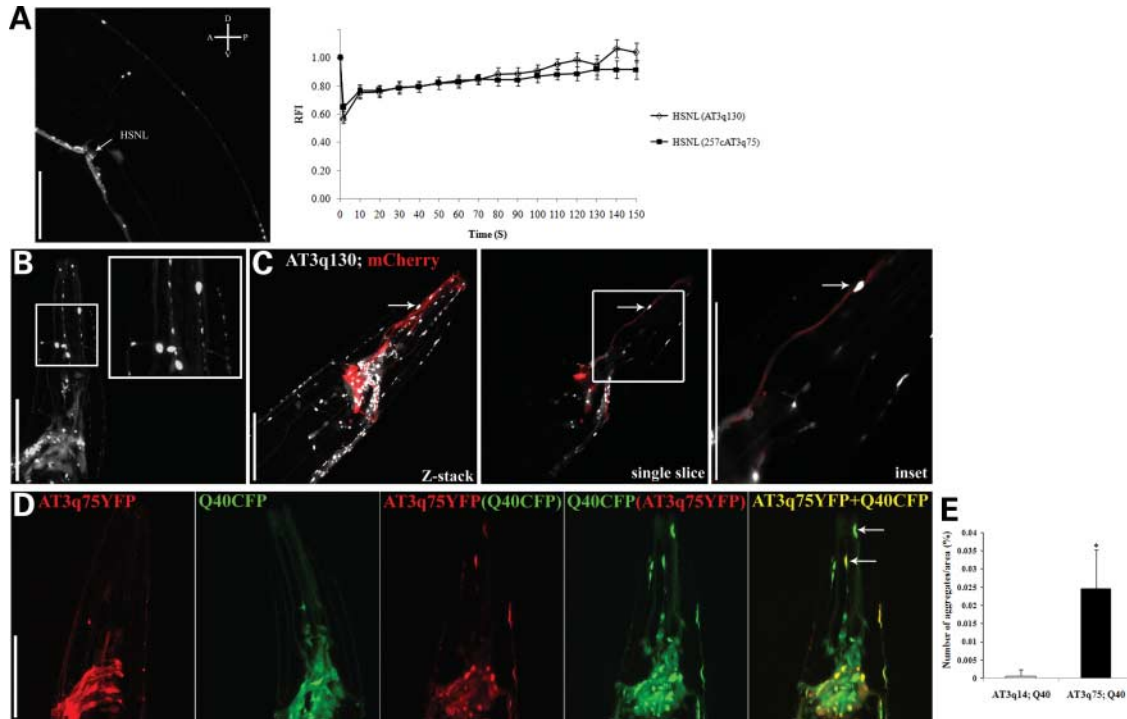 A
D
A P
V
HSNL
RFI
1.00
0.80
0.60
0.40
0.20
0.00
0 10 20 30 40 50 60 70 80 90 100 110 120 130 140 150
Time (S)
HSNL (AT3q130)
HSNL (257cAT3q75)
B
C
AT3q130; mCherry
Z-stack
single slice
inset
D
AT3q75YFP
Q40CFP
AT3q75YFP(Q40CFP)
Q40CFP(AT3q75YFP)
AT3q75YFP+Q40CFP
E
Number of aggregates/area (%)
0.04
0.035
0.03
0.025
0.02
0.015
0.01
0.005
0
*
AT3q14; Q40
AT3q75; Q40